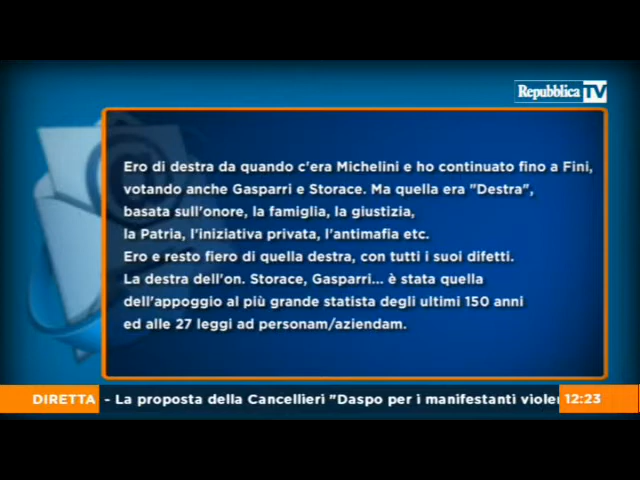 Repubblica TV
Ero di destra da quando c'era Michelini e ho continuato fino a Fini,
votando anche Gasparri e Storace. Ma quella era "Destra",
basata sull'onore, la famiglia, la giustizia,
la Patria, l'iniziativa privata, l'antimafia etc.
Ero e resto fiero di quella destra, con tutti i suoi difetti.
La destra dell'on. Storace, Gasparri... è stata quella
dell'appoggio al più grande statista degli ultimi 150 anni
ed alle 27 leggi ad personam/aziendam.
DIRETTA - La proposta della Cancellieri "Daspo per i manifestanti violen 12:23